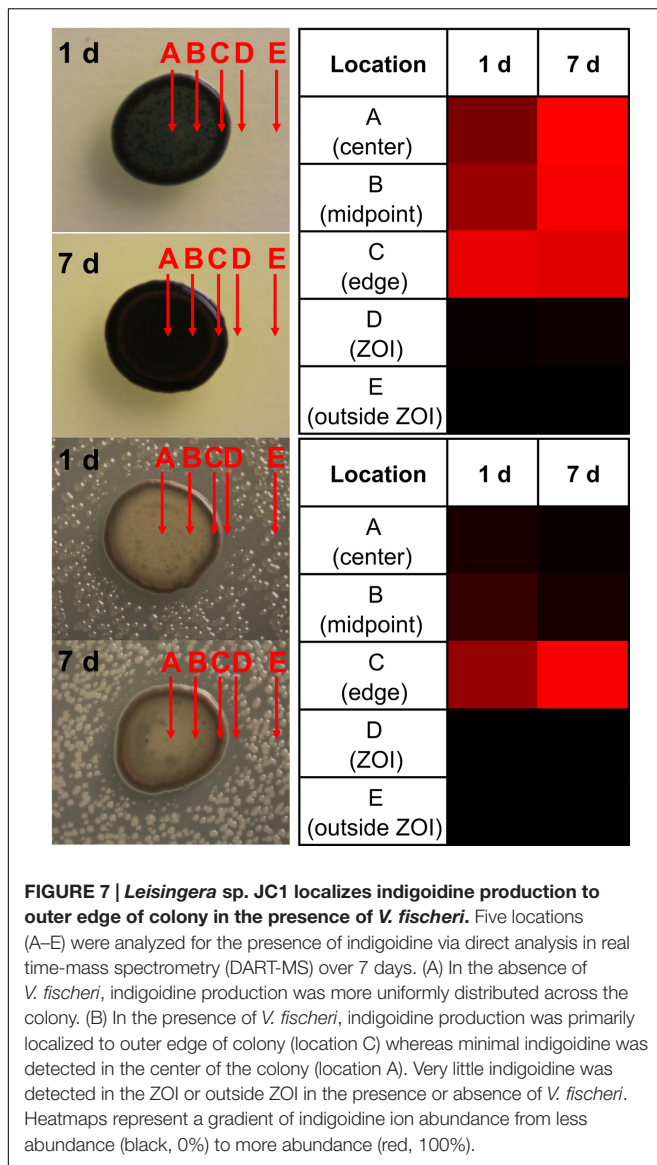 1 d
A B C D E
Location 1 d 7 d
A
(center)
B
(midpoint)
C
(edge)
D
(ZOI)
E
(outside ZOI)
7 d
A B C D E
1 d
A B C D E
Location 1 d 7 d
A
(center)
B
(midpoint)
C
(edge)
D
(ZOI)
E
(outside ZOI)
7 d
A B C D E
FIGURE 7 | Leisingera sp. JC1 localizes indigoidine production to
outer edge of colony in the presence of V. fischeri. Five locations
(A–E) were analyzed for the presence of indigoidine via direct analysis in real
time-mass spectrometry (DART-MS) over 7 days. (A) In the absence of
V. fischeri, indigoidine production was more uniformly distributed across the
colony. (B) In the presence of V. fischeri, indigoidine production was primarily
localized to outer edge of colony (location C) whereas minimal indigoidine was
detected in the center of the colony (location A). Very little indigoidine was
detected in the ZOI or outside ZOI in the presence or absence of V. fischeri.
Heatmaps represent a gradient of indigoidine ion abundance from less
abundance (black, 0%) to more abundance (red, 100%).